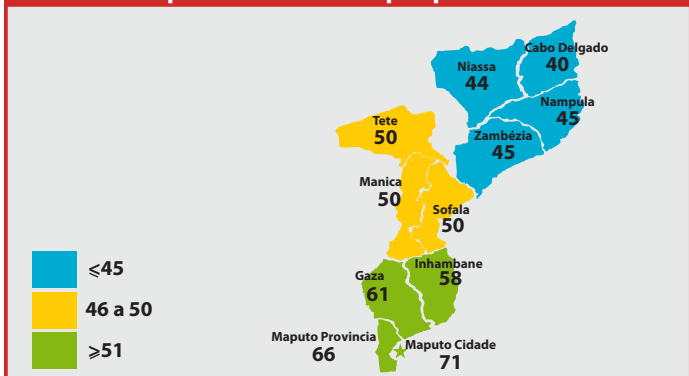 Cabo Delgado
40
Niassa
44
Nampula
45
Zambézia
45
Tete
50
Manica
50
Sofala
50
Inhambane
58
Gaza
61
Maputo Provincia
66
Maputo Cidade
71
⩽45
46 a 50
⩾51